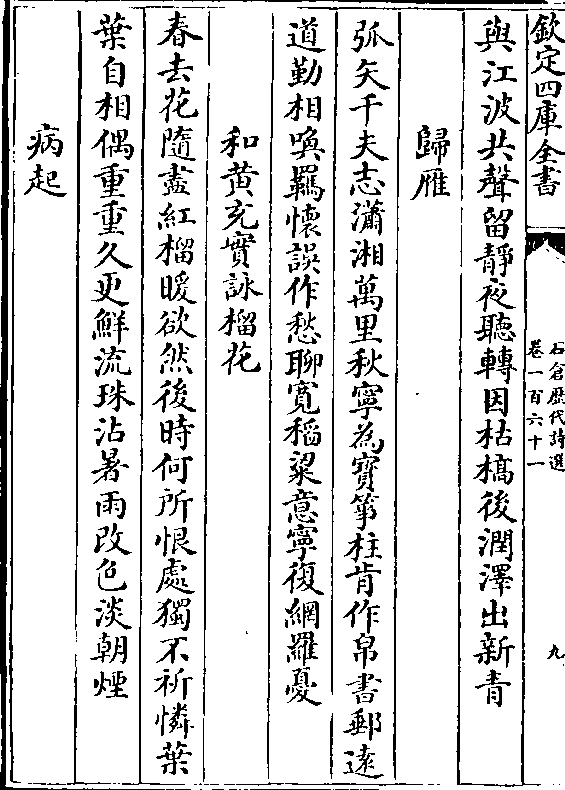 欽定四庫全書
石倉歷代詩選
卷一百六十一
九
與江波共聲留靜夜聽轉因枯槁後潤澤出新青
歸雁
弧矢千夫志瀟湘萬里秋寧為寳筝柱肯作帛書郵逺
道勤相喚羈懷誤作愁聊寛稻粱意寧復網羅憂
和黄充實詠榴花
春去花隨盡紅榴暖欲然後時何所恨處獨不祈憐葉
葉自相偶重重久更鮮流珠沾暑雨改色淡朝煙
病起